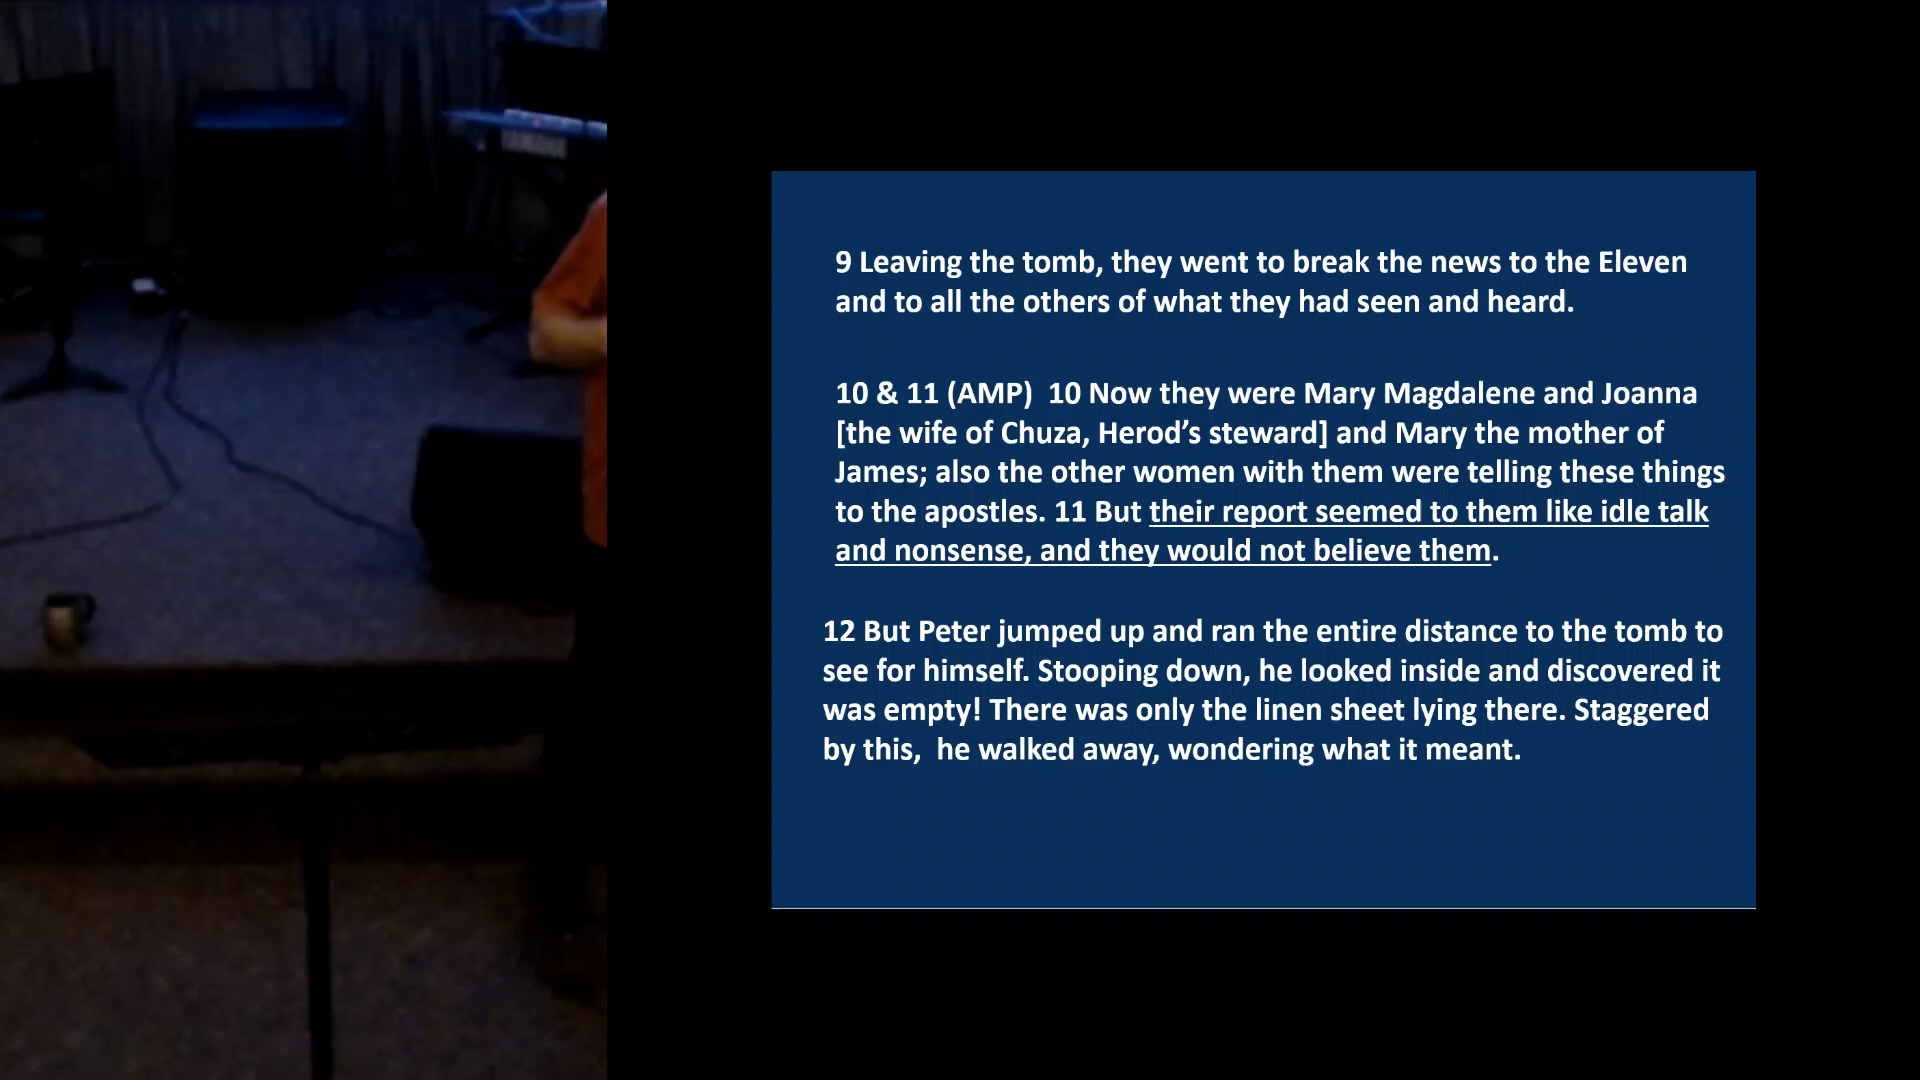 9 Leaving the tomb, they went to break the news to the Eleven
and to all the others of what they had seen and heard.
10 & 11 (AMP)  10 Now they were Mary Magdalene and Joanna
[the wife of Chuza, Herod’s steward] and Mary the mother of
James; also the other women with them were telling these things
to the apostles. 11 But their report seemed to them like idle talk
and nonsense, and they would not believe them.
12 But Peter jumped up and ran the entire distance to the tomb to
see for himself. Stooping down, he looked inside and discovered it
was empty! There was only the linen sheet lying there. Staggered
by this,  he walked away, wondering what it meant.